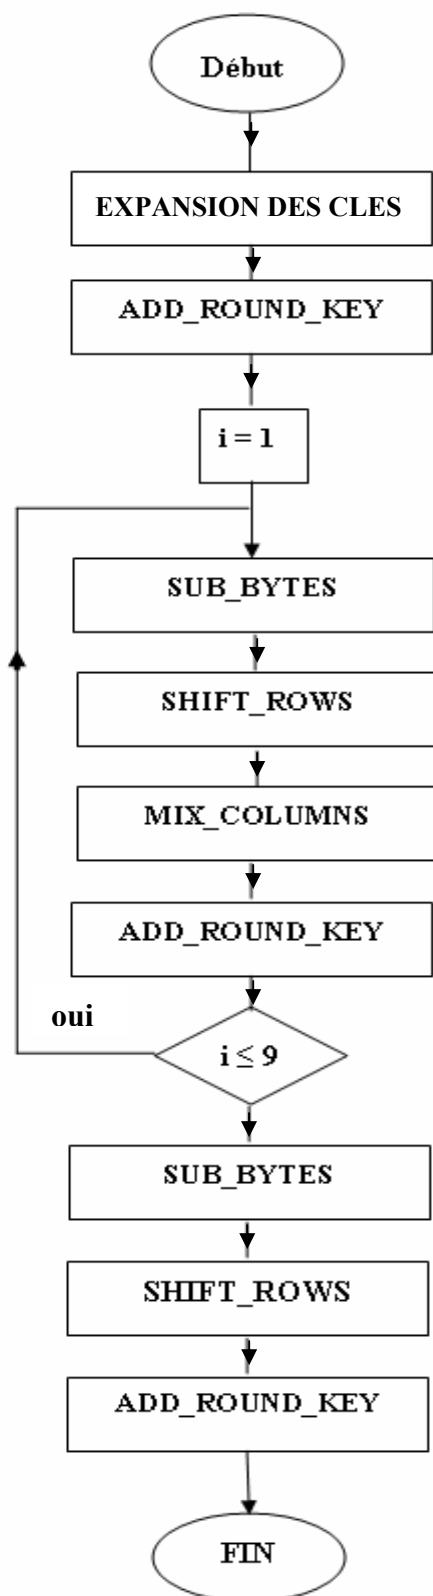 Début
EXPANSION DES CLES
ADD_ROUND_KEY
i = 1
SUB_BYTES
SHIFT_ROWS
MIX_COLUMNS
ADD_ROUND_KEY
oui
i ≤ 9
SUB_BYTES
SHIFT_ROWS
ADD_ROUND_KEY
FIN